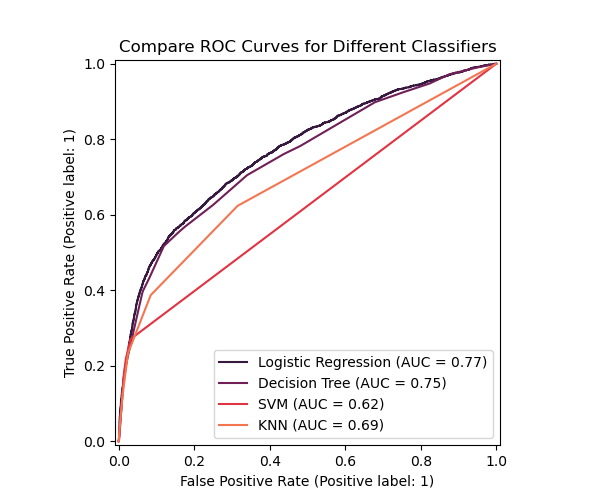 Compare ROC Curves for Different Classifiers
1.0
0.8
0.6
0.4
0.2
0.0
True Positive Rate (Positive label: 1)
Logistic Regression (AUC = 0.77)
Decision Tree (AUC = 0.75)
SVM (AUC = 0.62)
KNN (AUC = 0.69)
0.0 0.2 0.4 0.6 0.8 1.0
False Positive Rate (Positive label: 1)